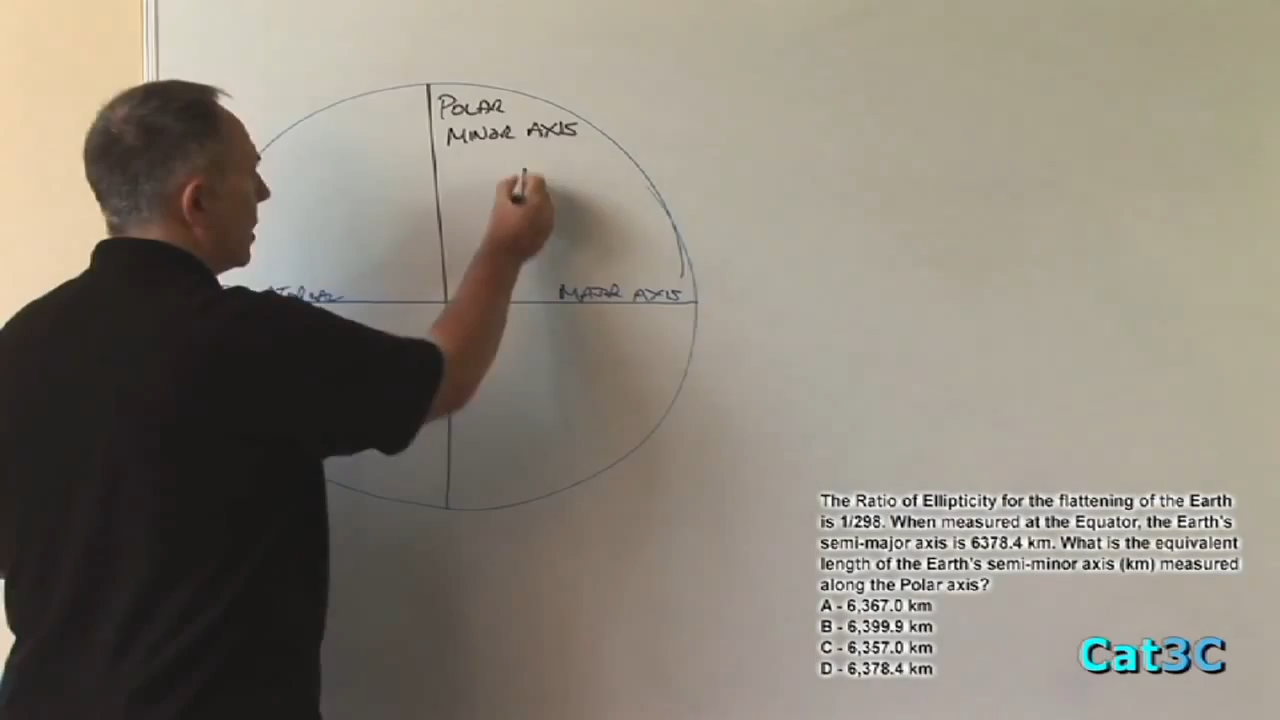 POLAR
MINOR AXIS
MAJOR AXIS
The Ratio of Ellipticity for the flattening of the Earth
is 1/298. When measured at the Equator, the Earth's
semi-major axis is 6378.4 km. What is the equivalent
length of the Earth's semi-minor axis (km) measured
along the Polar axis?
A - 6,367.0 km
B - 6,399.9 km
C - 6,357.0 km
D - 6,378.4 km
Cat3C